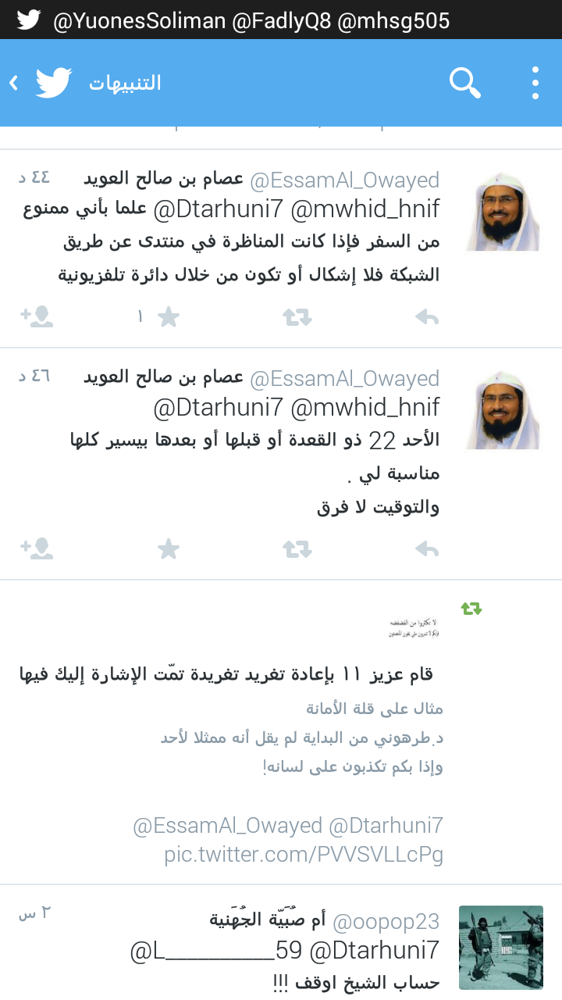 @YuonesSoliman @FadlyQ8 @mhsg505
التنبيهات
عصام بن صالح العويد @EssamAl_Owayed ٤٤ د
@Dtarhuni7 @mwhid_hnif علما بأني ممنوع
من السفر فإذا كانت المناظرة في منتدى عن طريق
الشبكة فلا إشكال أو تكون من خلال دائرة تلفزيونية
١
عصام بن صالح العويد @EssamAl_Owayed ٤٦ د
@Dtarhuni7 @mwhid_hnif
الأحد 22 ذو القعدة أو قبلها أو بعدها بيسير كلها
مناسبة لي .
والتوقيت لا فرق
لا تكثروا من الفضفضه
قام عزيز ١١ بإعادة تغريد تغريدة تمّت الإشارة إليك فيها
مثال على قلة الأمانة
د.طرهوني من البداية لم يقل أنه ممثلا لأحد
وإذا بكم تكذبون على لسانه!
@EssamAl_Owayed @Dtarhuni7
pic.twitter.com/PVVSVLLcPg
أم صُبَيّة الجُهَنية @oopop23 ٢ س
@L__________59 @Dtarhuni7
حساب الشيخ اوقف !!!